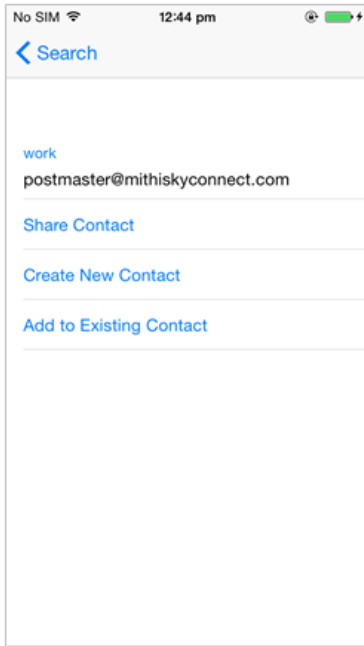 No SIM 12:44 pm
Search
work
postmaster@mithiskyconnect.com
Share Contact
Create New Contact
Add to Existing Contact